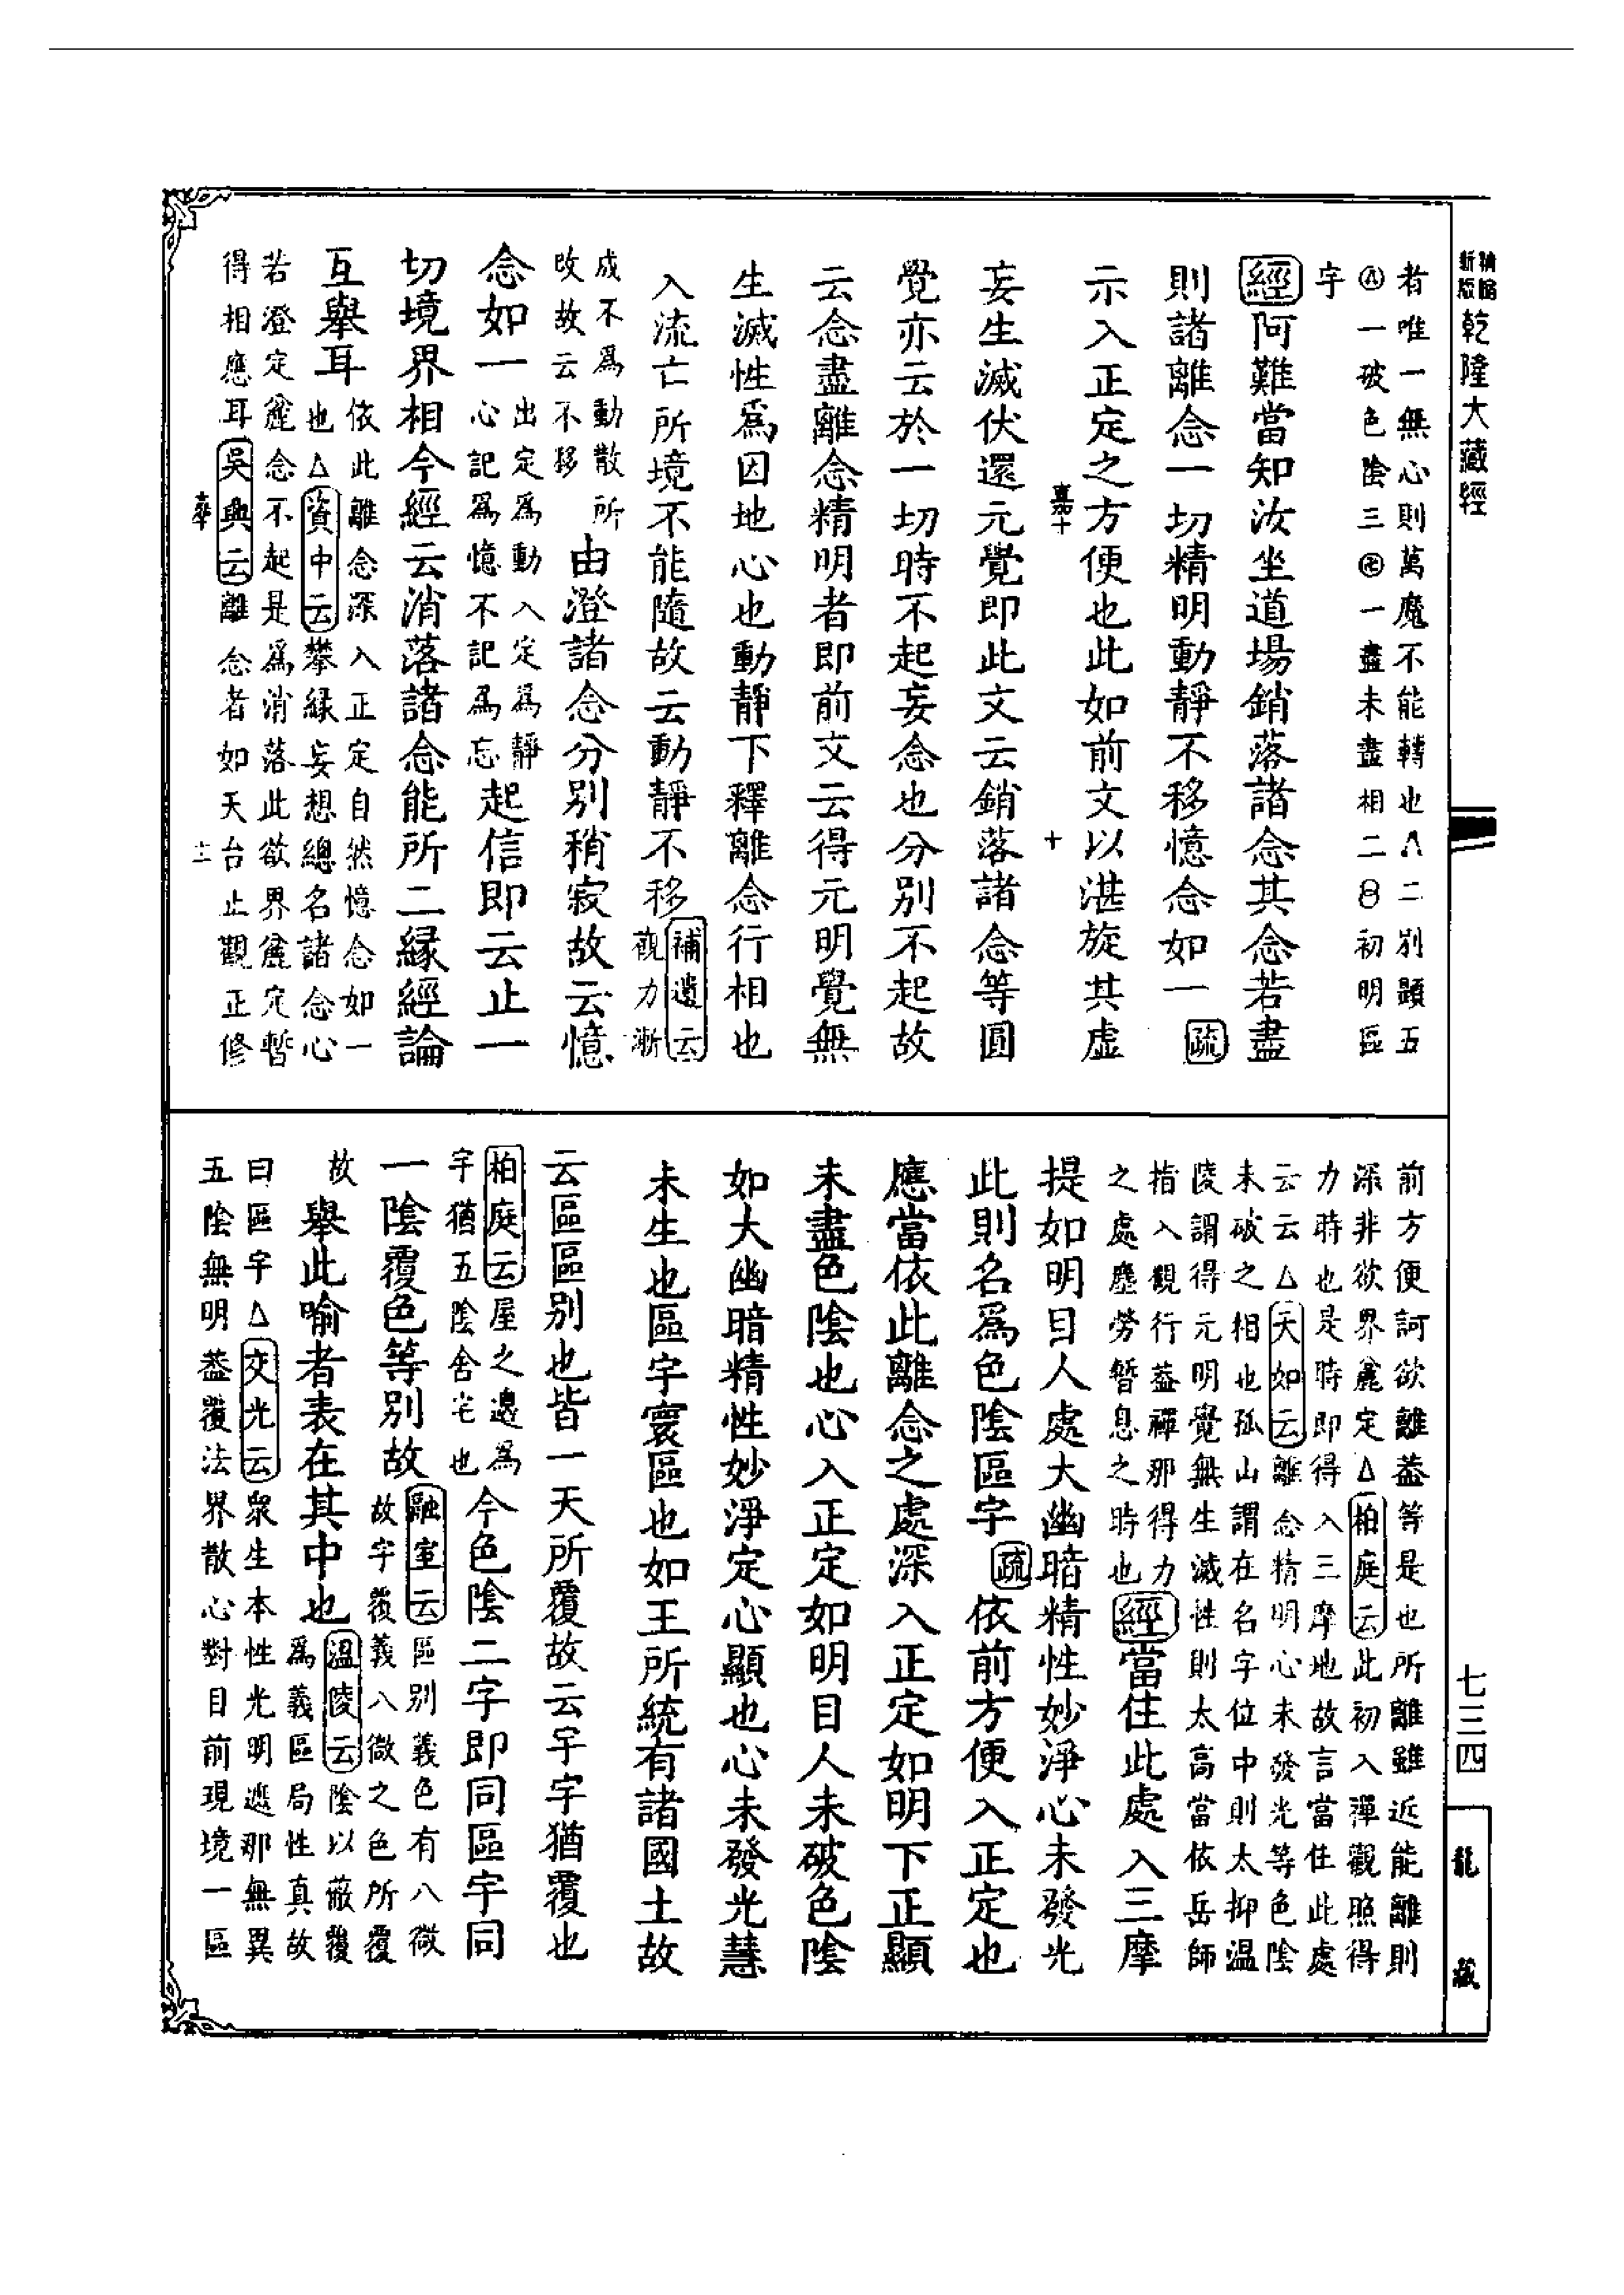 新版
乾隆大藏經
者唯一無心則萬魔不能轉也△二別顯五
一破色陰三㊣一盡未盡相二㊀初明區
字
經阿難當知汝坐道場銷落諸念其念若盡
則諸離念一切精明動靜不移憶念如一疏
示入正定之方便也此如前文以湛旋其虛
嘉十
十
妄生滅伏還元覺即此文云銷落諸念等圓
覺亦云於一切時不起妄念也分別不起故
云念盡離念精明者即前文云得元明覺無
生滅性爲因地心也動靜下釋離念行相也
入流亡所境不能隨故云動靜不移
補遺云
觀力漸
成不爲動散所
改故云不移
由澄諸念分別稍寂故云憶
念如一
出定爲動入定爲靜
心記爲憶不記爲忘
起信即云止一
切境界相今經云消落諸念能所二緣經論
互舉耳
依此離念深入正定自然憶念如一
也△資中云攀緣妄想總名諸念心
若澄定麄念不起是爲消落此欲界麄定暫
得相應耳吳興云離念者如天台止觀正修
十二
前方便訶欲離葢等是也所離雖近能離則
深非欲界麄定△柏庭云此初入禪觀照得
力時也是時即得入三摩地故言當住此處
云云△天如云離念精明心未發光等色陰
未破之相也孤山謂在名字位中則太抑温
陵謂得元明覺無生滅性則太高當依岳師
指入觀行葢禪那得力
之處塵勞暫息之時也
經當住此處入三摩
提如明目人處大幽暗精性妙淨心未發光
此則名爲色陰區宇疏依前方便入正定也
應當依此離念之處深入正定如明下正顯
未盡色陰也心入正定如明目人未破色陰
如大幽暗精性妙淨定心顯也心未發光慧
未生也區宇寰區也如王所統有諸國土故
云區區別也皆一天所覆故云宇宇猶覆也
柏庭云屋之邊爲
宇猶五陰舍宅也
今色陰二字即同區宇同
一陰覆色等別故
融室云區別義色有八微
故宇覆義八微之色所覆
故
舉此喻者表在其中也
温陵云陰以蔽覆
爲義區局性真故
曰區宇△交光云衆生本性光明遮那無異
五陰無明葢覆法界散心對目前現境一區
七三四
龍藏